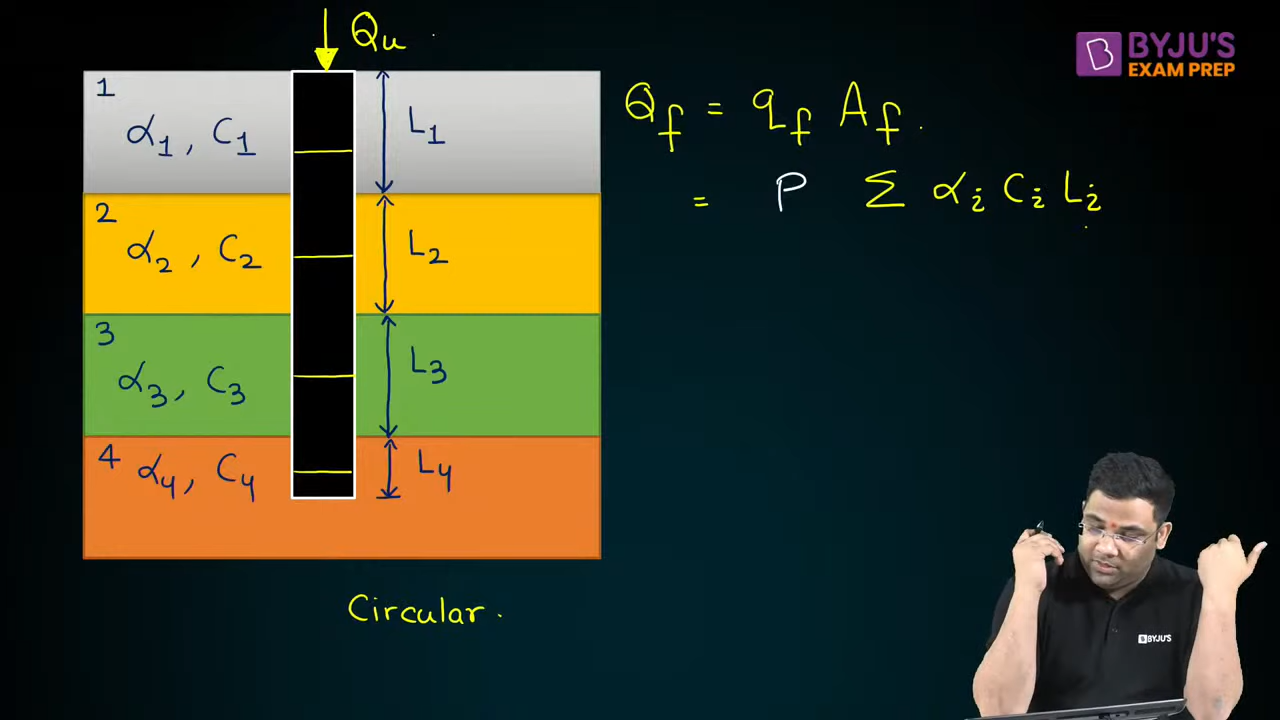 Qu
BYJU'S
EXAM PREP
1
α1 , C1
L1
Qf = qf Af .
= P Σ αi Ci Li
2
α2 , C2
L2
3
α3 , C3
L3
4
α4 , C4
L4
Circular .
BYJU'S